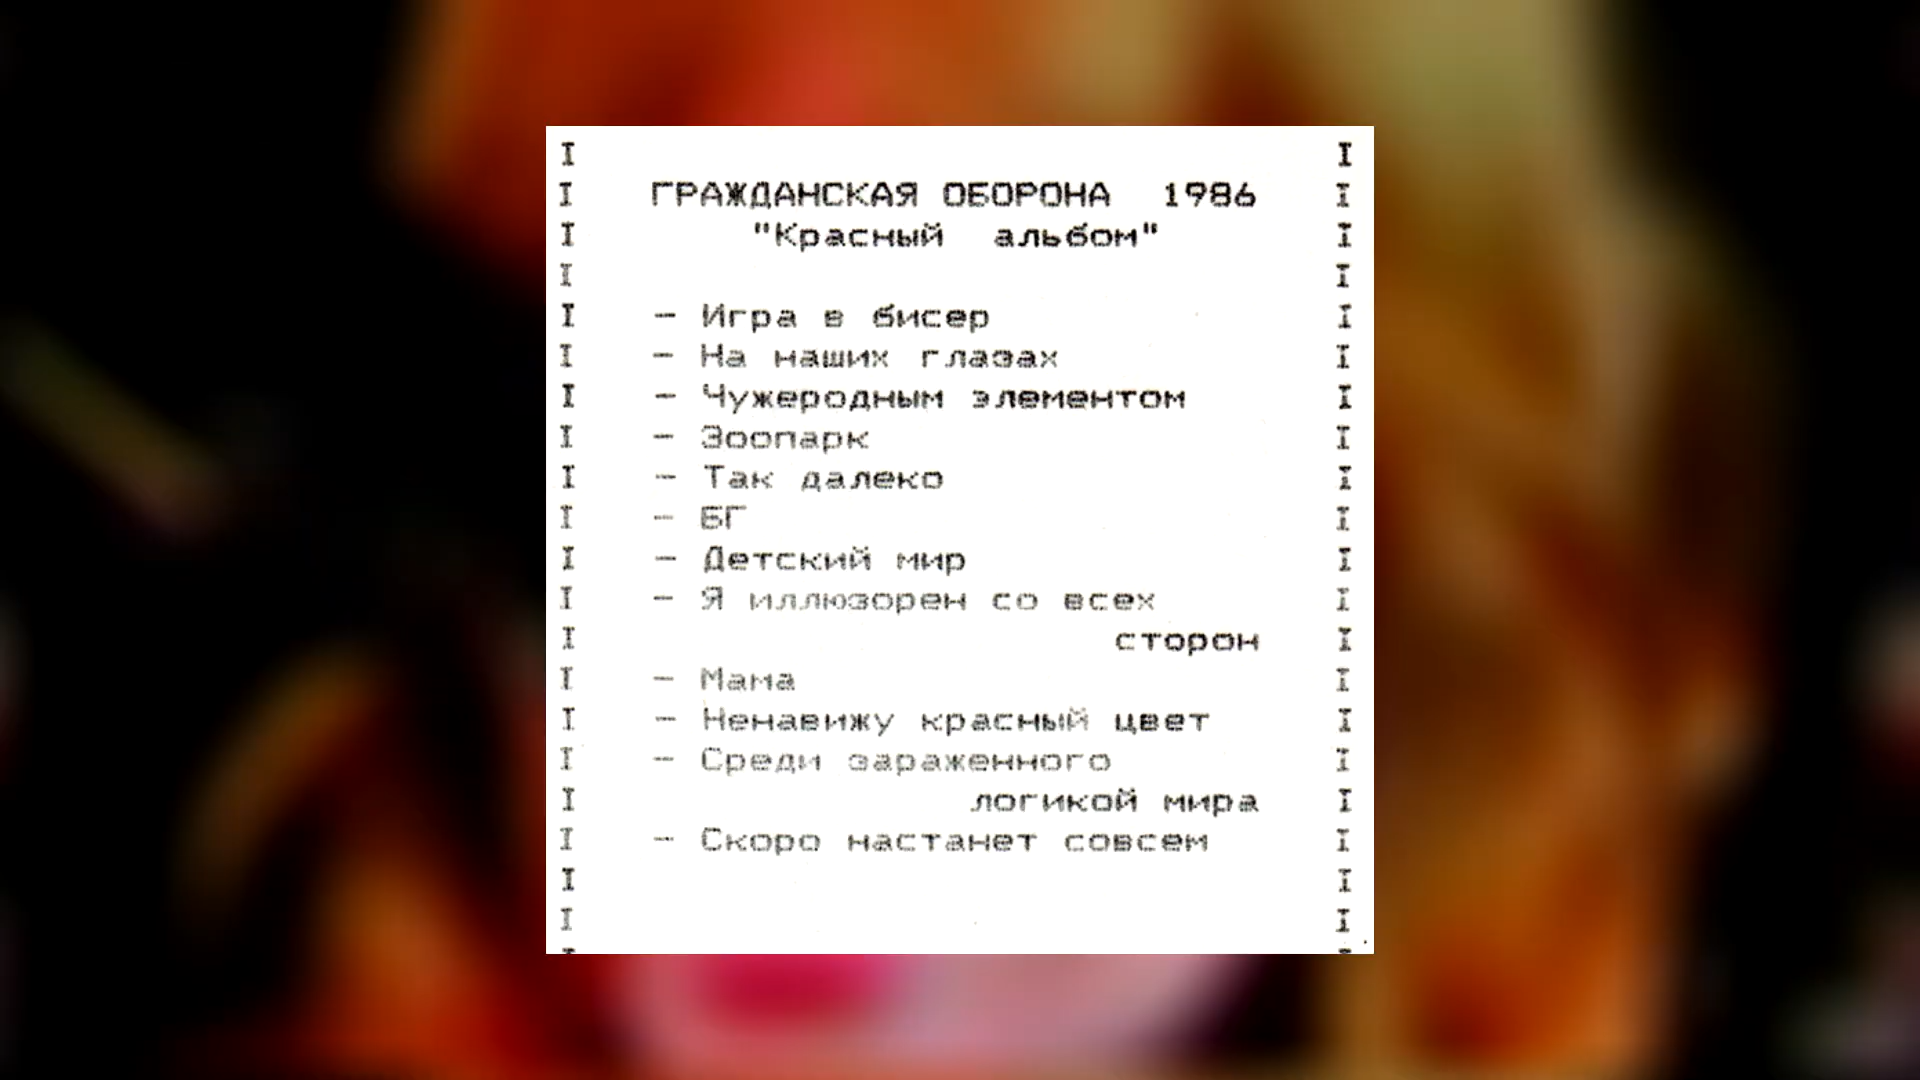 ГРАЖДАНСКАЯ ОБОРОНА 1986
"Красный альбом"
- Игра в бисер
- На наших глазах
- Чужеродным элементом
- Зоопарк
- Так далеко
- БГ
- Детский мир
- Я иллюзорен со всех
сторон
- Мама
- Ненавижу красный цвет
- Среди зараженного
логикой мира
- Скоро настанет совсем